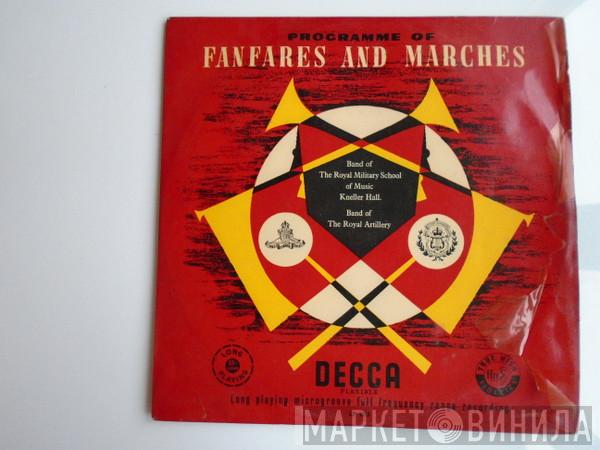 PROGRAMME OF
FANFARES AND MARCHES
Band of
The Royal Military School
of Music
Kneller Hall.
Band of
The Royal Artillery
LONG
PLAYING
DECCA
Long playing microgroove full frequency range recording
МАРКЕТ ВИНИЛА